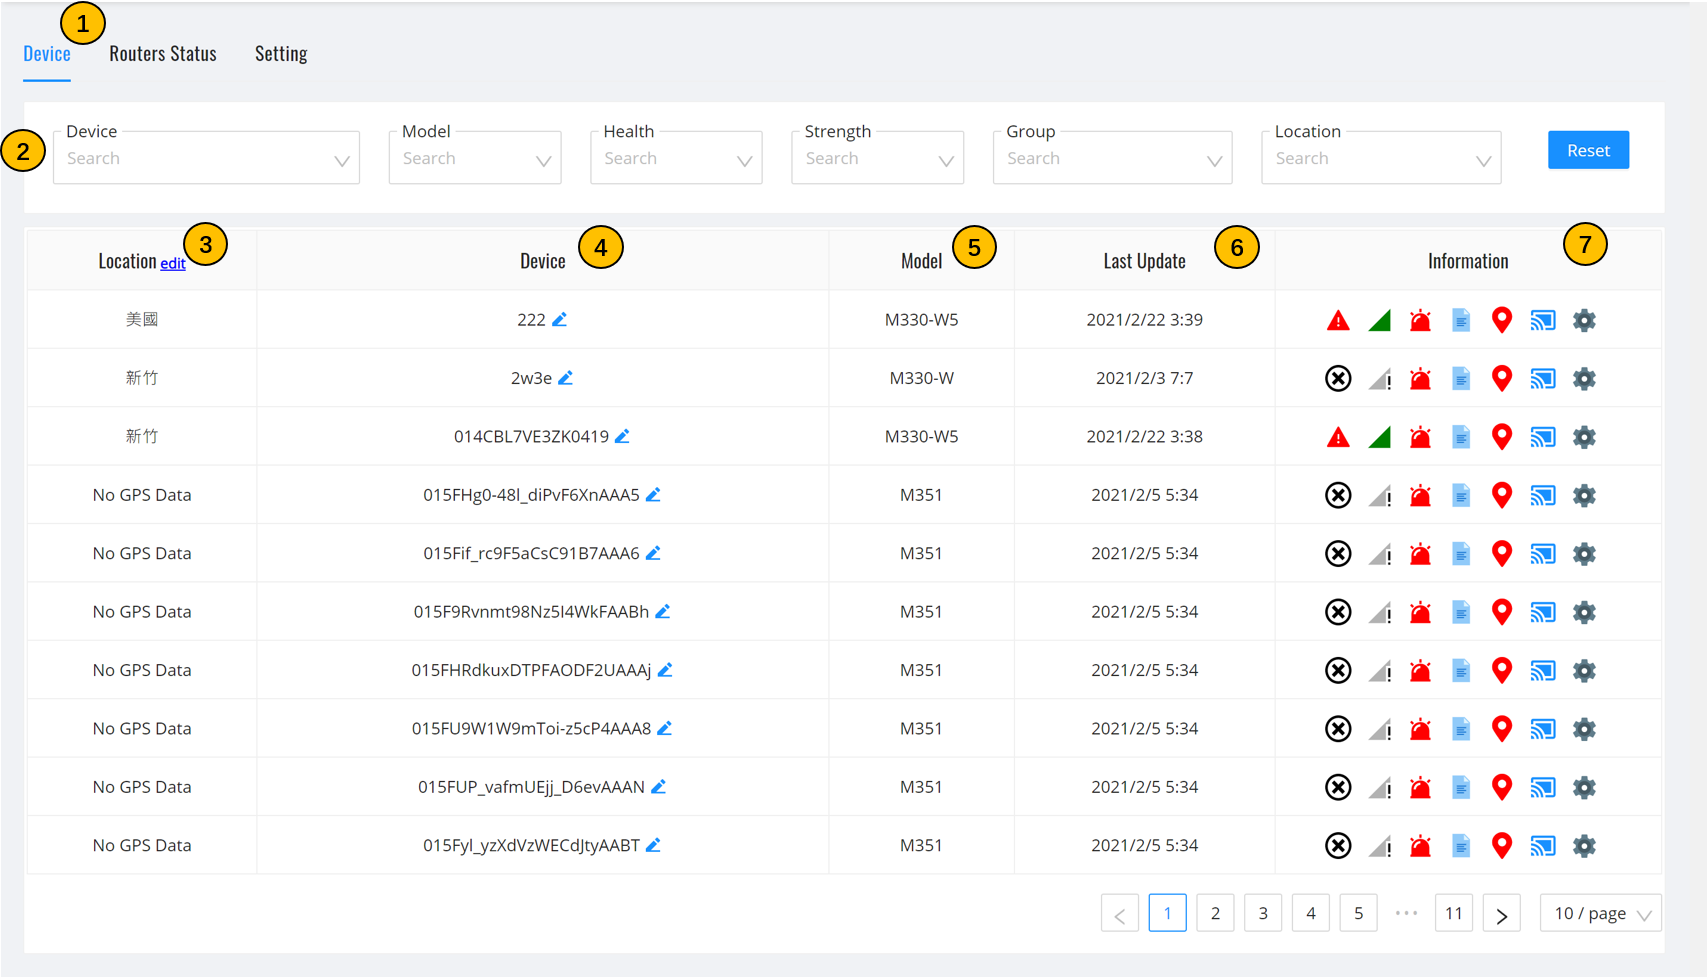 1
Device Routers Status Setting
2
Device Model Health Strength Group Location
Search Search Search Search Search Search Reset
3 4 5 6 7
Location edit Device Model Last Update Information
美國 222 M330-W5 2021/2/22 3:39
新竹 2w3e M330-W 2021/2/3 7:7
新竹 014CBL7VE3ZK0419 M330-W5 2021/2/22 3:38
No GPS Data 015FHg0-48l_diPvF6XnAAA5 M351 2021/2/5 5:34
No GPS Data 015Fif_rc9F5aCsC91B7AAA6 M351 2021/2/5 5:34
No GPS Data 015F9Rvnmt98Nz5I4WkFAABh M351 2021/2/5 5:34
No GPS Data 015FHRdkuxDTPFAODF2UAAAj M351 2021/2/5 5:34
No GPS Data 015FU9W1W9mToi-z5cP4AAA8 M351 2021/2/5 5:34
No GPS Data 015FUP_vafmUEjj_D6evAAAN M351 2021/2/5 5:34
No GPS Data 015Fyl_yzXdVzWECdJtyAABT M351 2021/2/5 5:34
< 1 2 3 4 5 ••• 11 > 10 / page